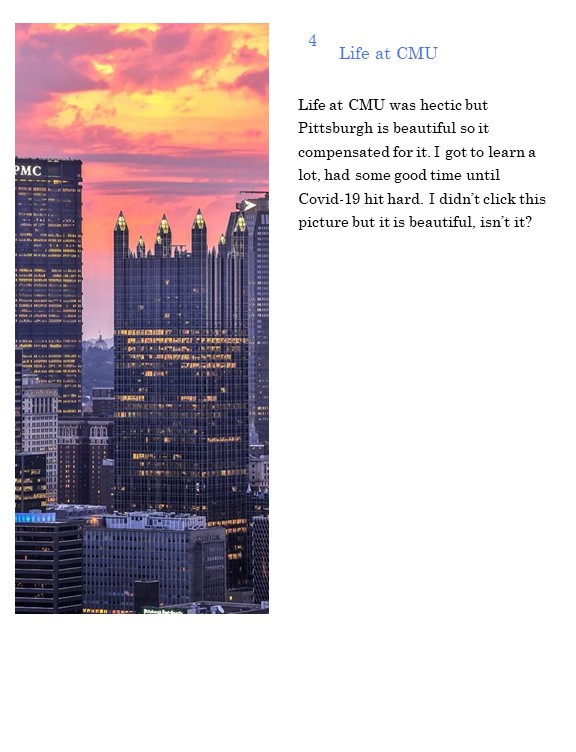 PMC
4
Life at CMU
Life at CMU was hectic but
Pittsburgh is beautiful so it
compensated for it. I got to learn a
lot, had some good time until
Covid-19 hit hard. I didn't click this
picture but it is beautiful, isn't it?